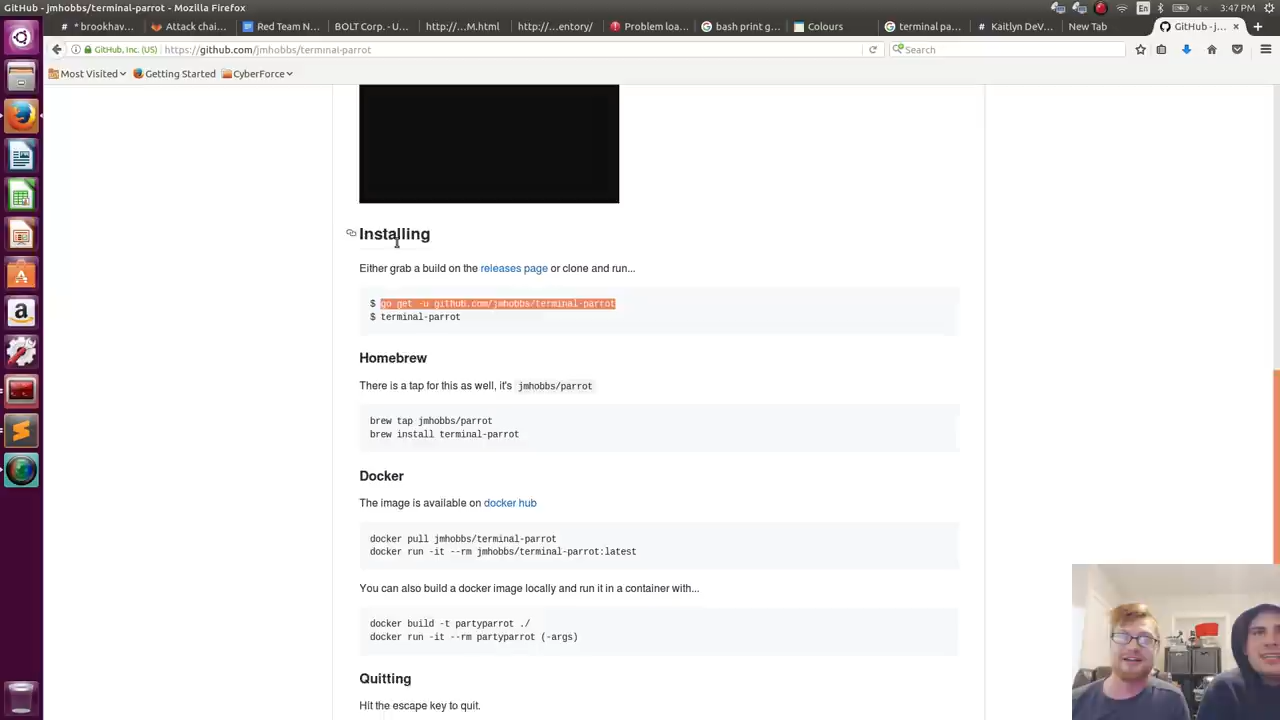 GitHub - jmhobbs/terminal-parrot - Mozilla Firefox
En
3:47 PM
* brookhav...
Attack chai...
Red Team N...
BOLT Corp. - U...
http://...M.html
http://...entory/
Problem loa...
bash print g...
Colours
terminal pa...
Kaitlyn DeV...
New Tab
GitHub - j...
GitHub, Inc. (US)
https://github.com/jmhobbs/terminal-parrot
Search
Most Visited
Getting Started
CyberForce
Installing
Either grab a build on the releases page or clone and run...
$ go get -u github.com/jmhobbs/terminal-parrot
$ terminal-parrot
Homebrew
There is a tap for this as well, it's jmhobbs/parrot
brew tap jmhobbs/parrot
brew install terminal-parrot
Docker
The image is available on docker hub
docker pull jmhobbs/terminal-parrot
docker run -it --rm jmhobbs/terminal-parrot:latest
You can also build a docker image locally and run it in a container with...
docker build -t partyparrot ./
docker run -it --rm partyparrot (-args)
Quitting
Hit the escape key to quit.